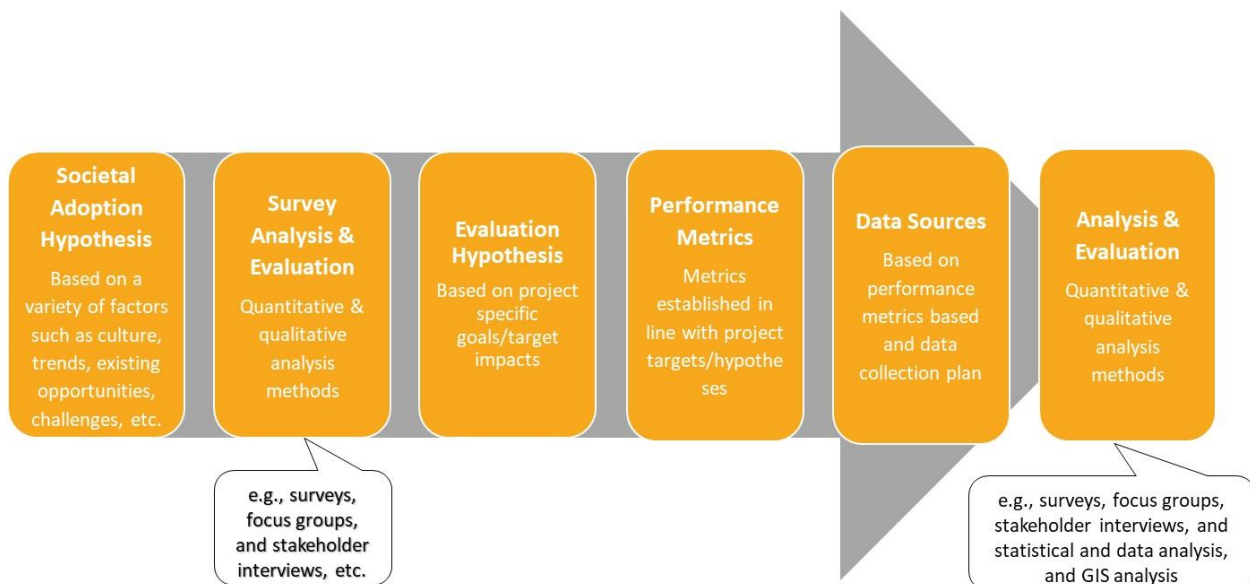 Societal
Adoption
Hypothesis
Based on a
variety of factors
such as culture,
trends, existing
opportunities,
challenges, etc.
Survey
Analysis &
Evaluation
Quantitative &
qualitative
analysis
methods
e.g., surveys,
focus groups,
and stakeholder
interviews, etc.
Evaluation
Hypothesis
Based on project
specific
goals/target
impacts
Performance
Metrics
Metrics
established in
line with project
targets/hypothe
ses
Data Sources
Based on
performance
metrics based
and data
collection plan
Analysis &
Evaluation
Quantitative &
qualitative
analysis
methods
e.g., surveys, focus groups,
stakeholder interviews, and
statistical and data analysis,
and GIS analysis